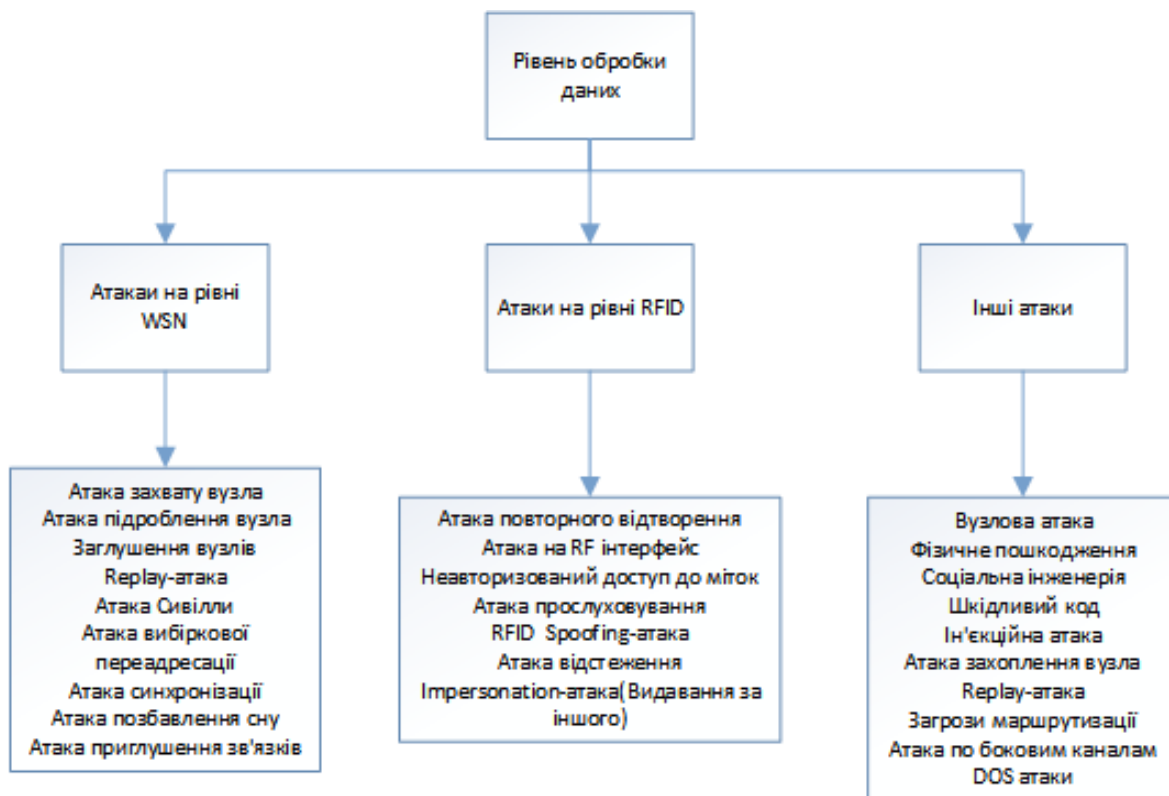 Рівень обробки
даних
Атакаи на рівні
WSN
Атаки на рівні RFID
Інші атаки
Атака захвату вузла
Атака підроблення вузла
Заглушення вузлів
Replay-атака
Атака Сивілли
Атака вибіркової
переадресації
Атака синхронізації
Атака позбавлення сну
Атака приглушення зв'язків
Атака повторного відтворення
Атака на RF інтерфейс
Неавторизований доступ до міток
Атака прослуховування
RFID Spoofing-атака
Атака відстеження
Impersonation-атака(Видавання за
іншого)
Вузлова атака
Фізичне пошкодження
Соціальна інженерія
Шкідливий код
Ін'єкційна атака
Атака захоплення вузла
Replay-атака
Загрози маршрутизації
Атака по боковим каналам
DOS атаки